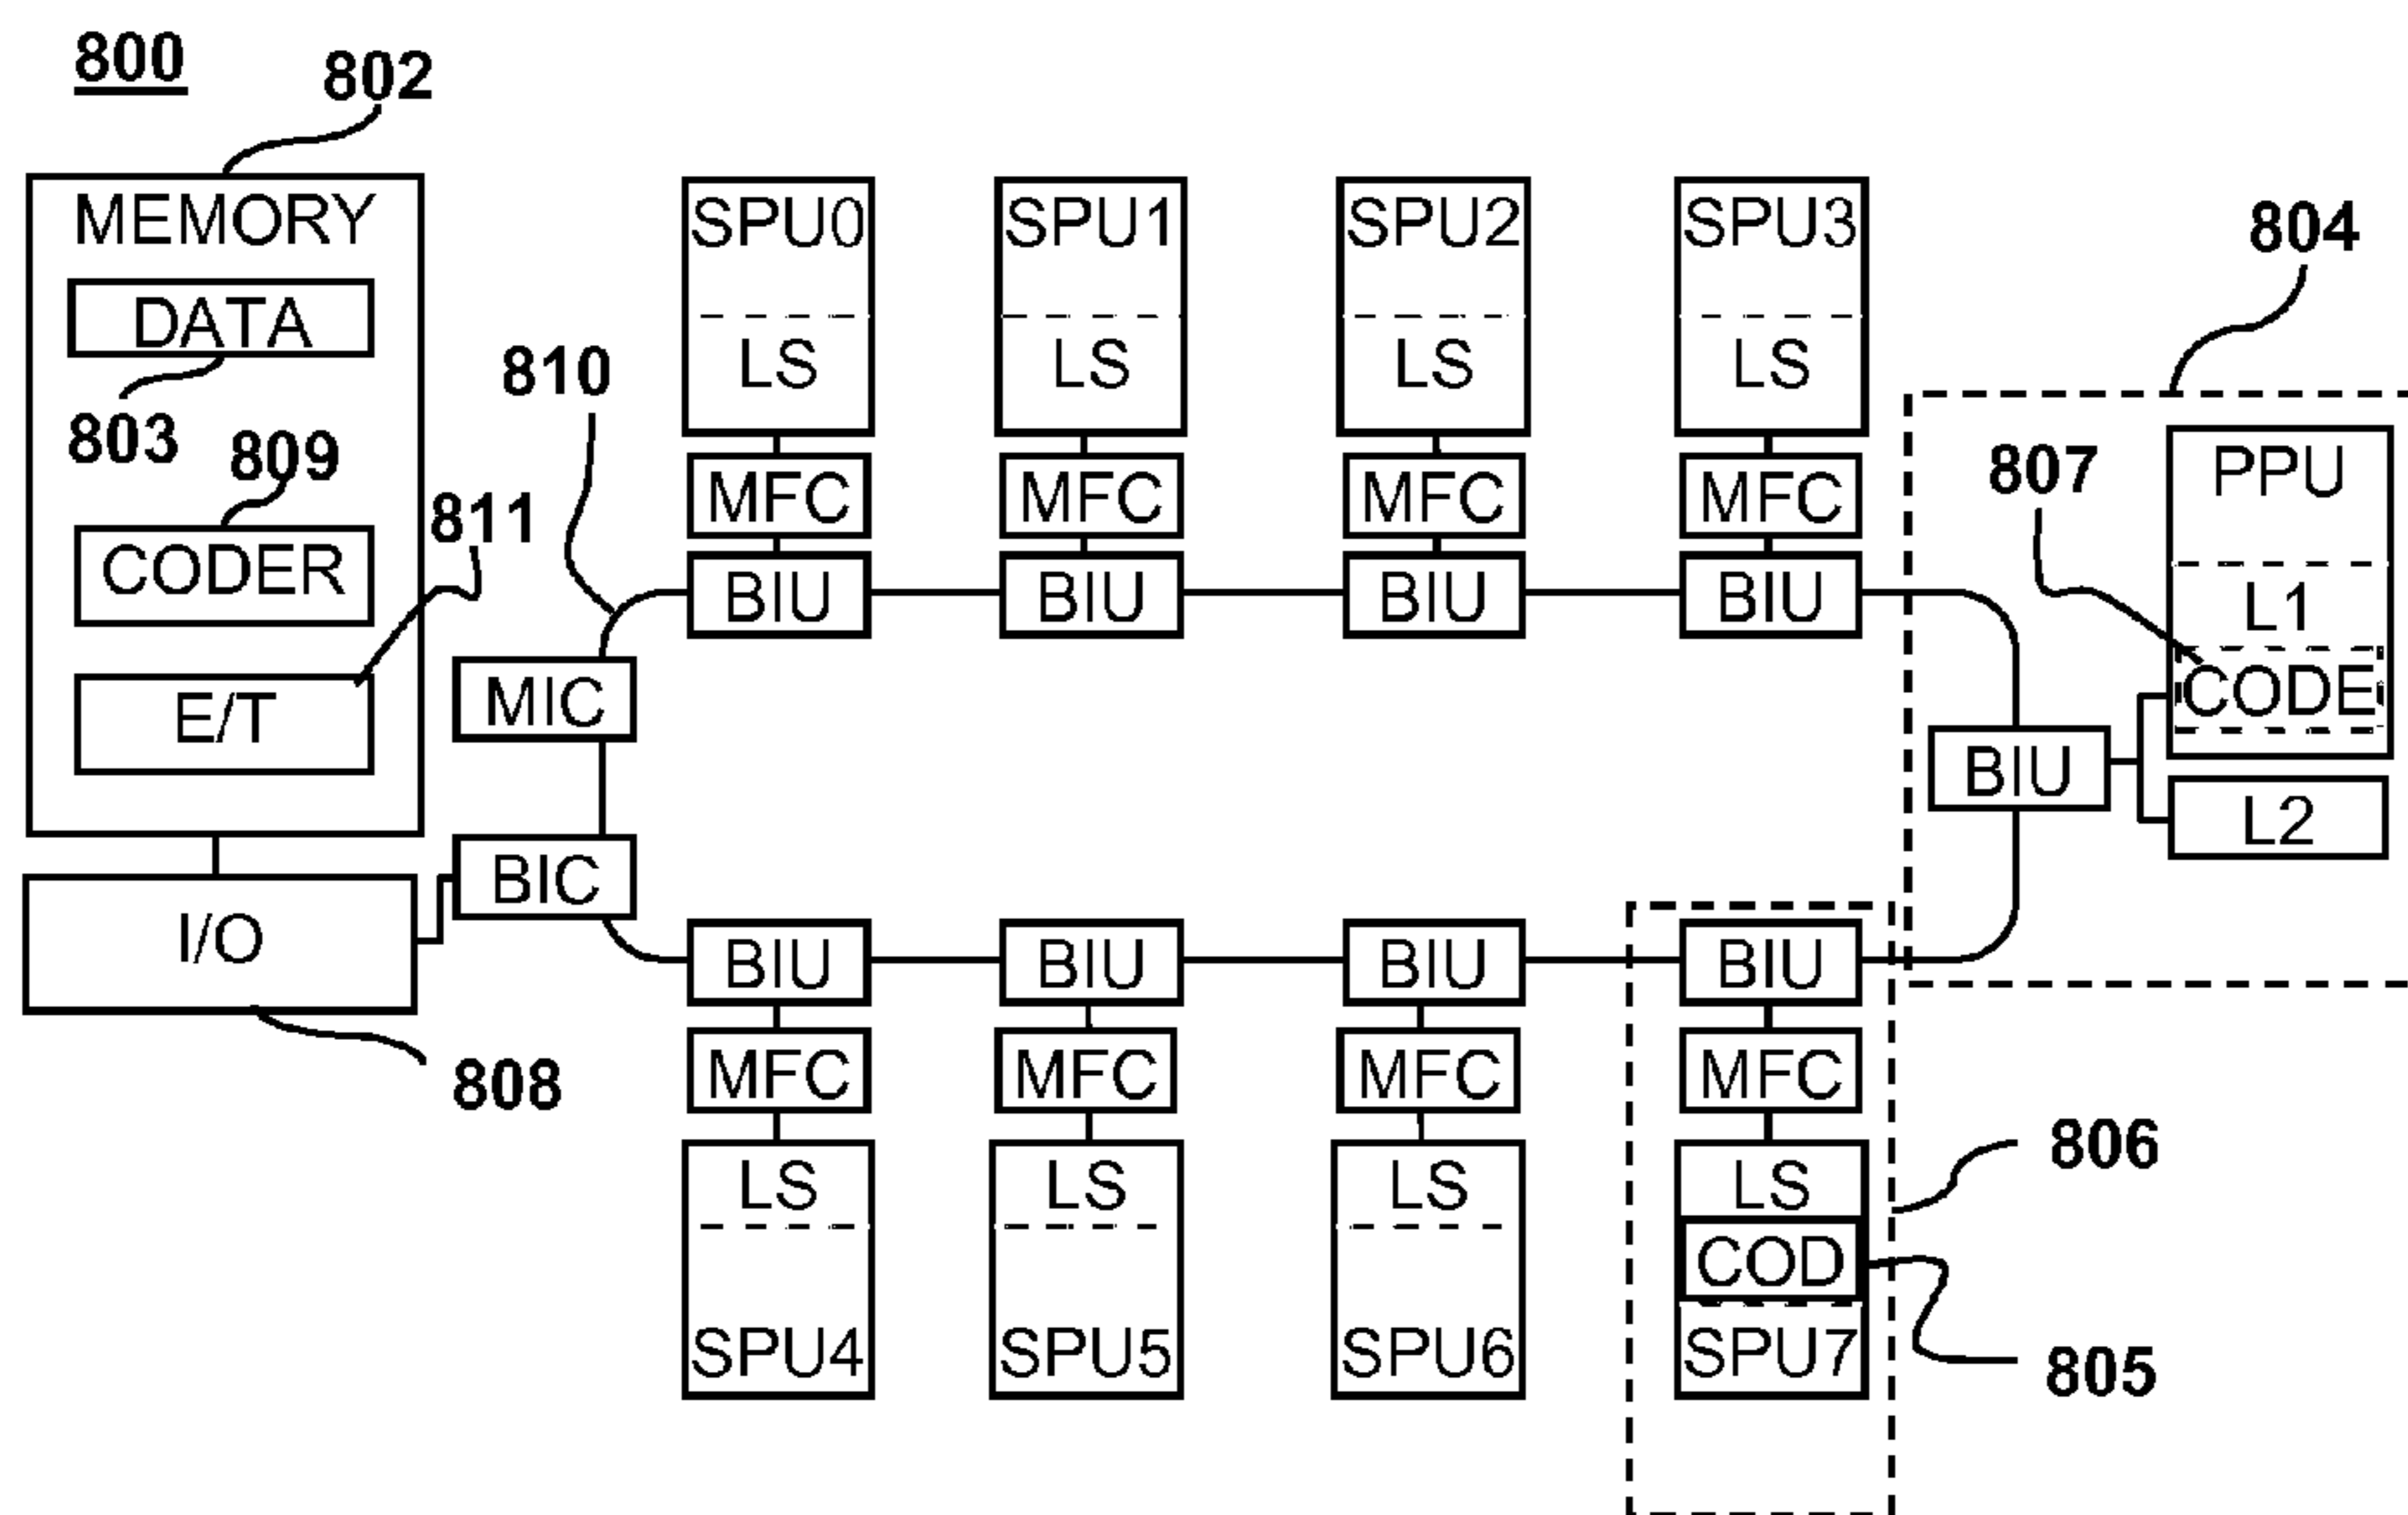 800
802
MEMORY
DATA
803
809
CODER
811
E/T
I/O
808
810
MIC
BIC
SPU0
LS
MFC
BIU
SPU1
LS
MFC
BIU
SPU2
LS
MFC
BIU
SPU3
LS
MFC
BIU
804
807
PPU
L1
CODE
BIU
L2
BIU
MFC
LS
SPU4
BIU
MFC
LS
SPU5
BIU
MFC
LS
SPU6
BIU
MFC
LS
COD
SPU7
806
805